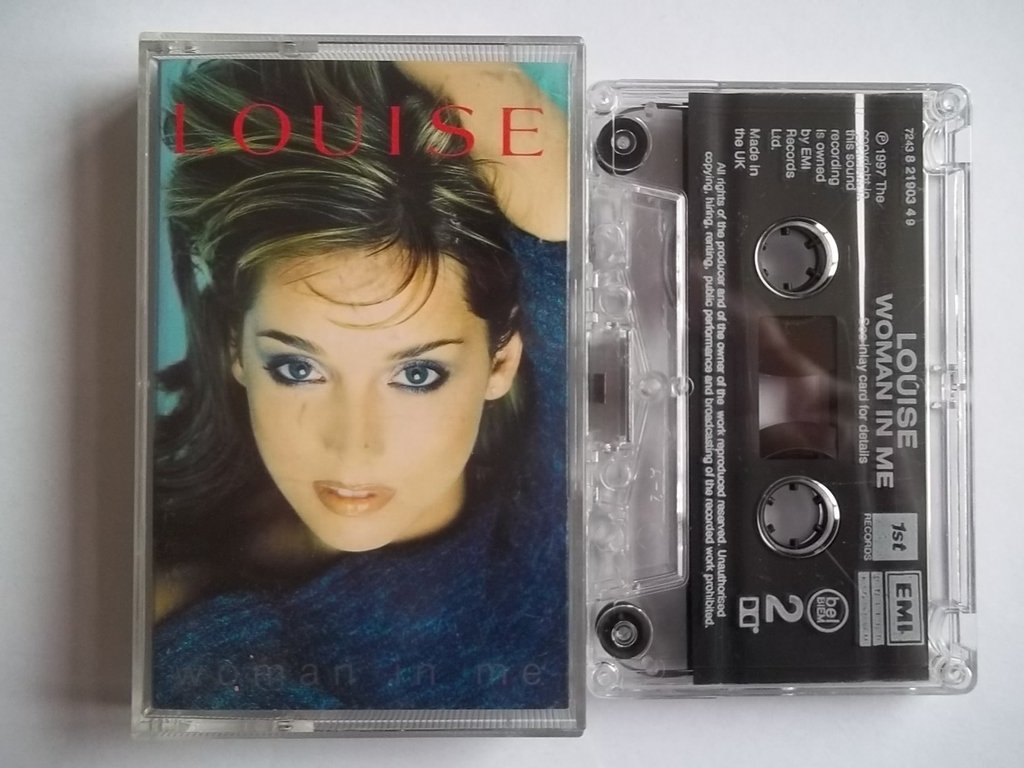 LOUISE
woman in me
7243 8 21903 4 9
℗ 1997 The
copyright in
this sound
recording
is owned
by EMI
Records
Ltd.
Made in
the UK
LOUISE
WOMAN IN ME
See inlay card for details
1st
RECORDS
EMI
bel
BIEM
2
All rights of the producer and of the owner of the work reproduced reserved. Unauthorised
copying, hiring, renting, public performance and broadcasting of the recorded work prohibited.